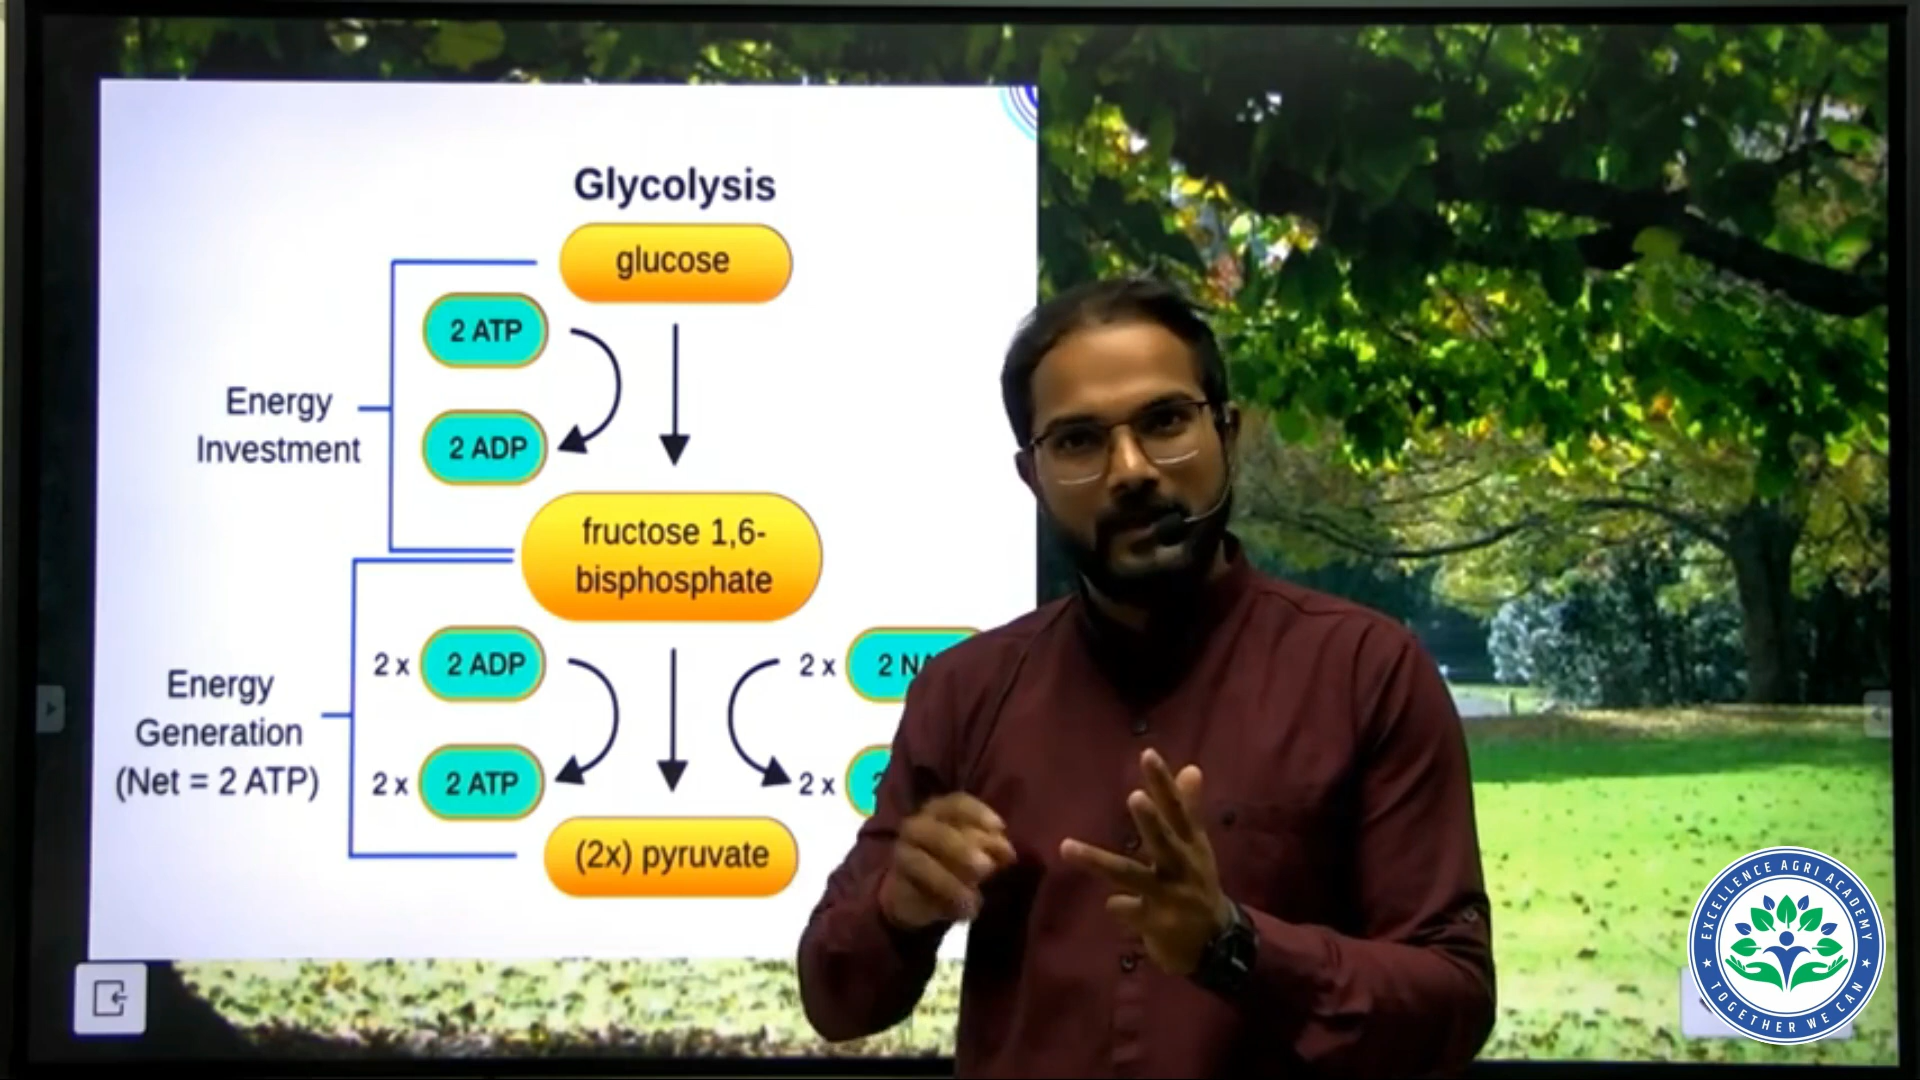 Glycolysis
glucose
2 ATP
Energy
Investment
2 ADP
fructose 1,6-
bisphosphate
2 x 2 ADP
2 x
Energy
Generation
(Net = 2 ATP)
2 x 2 ATP
2 x
(2x) pyruvate
EXCELLENCE AGRI ACADEMY
TOGETHER WE CAN